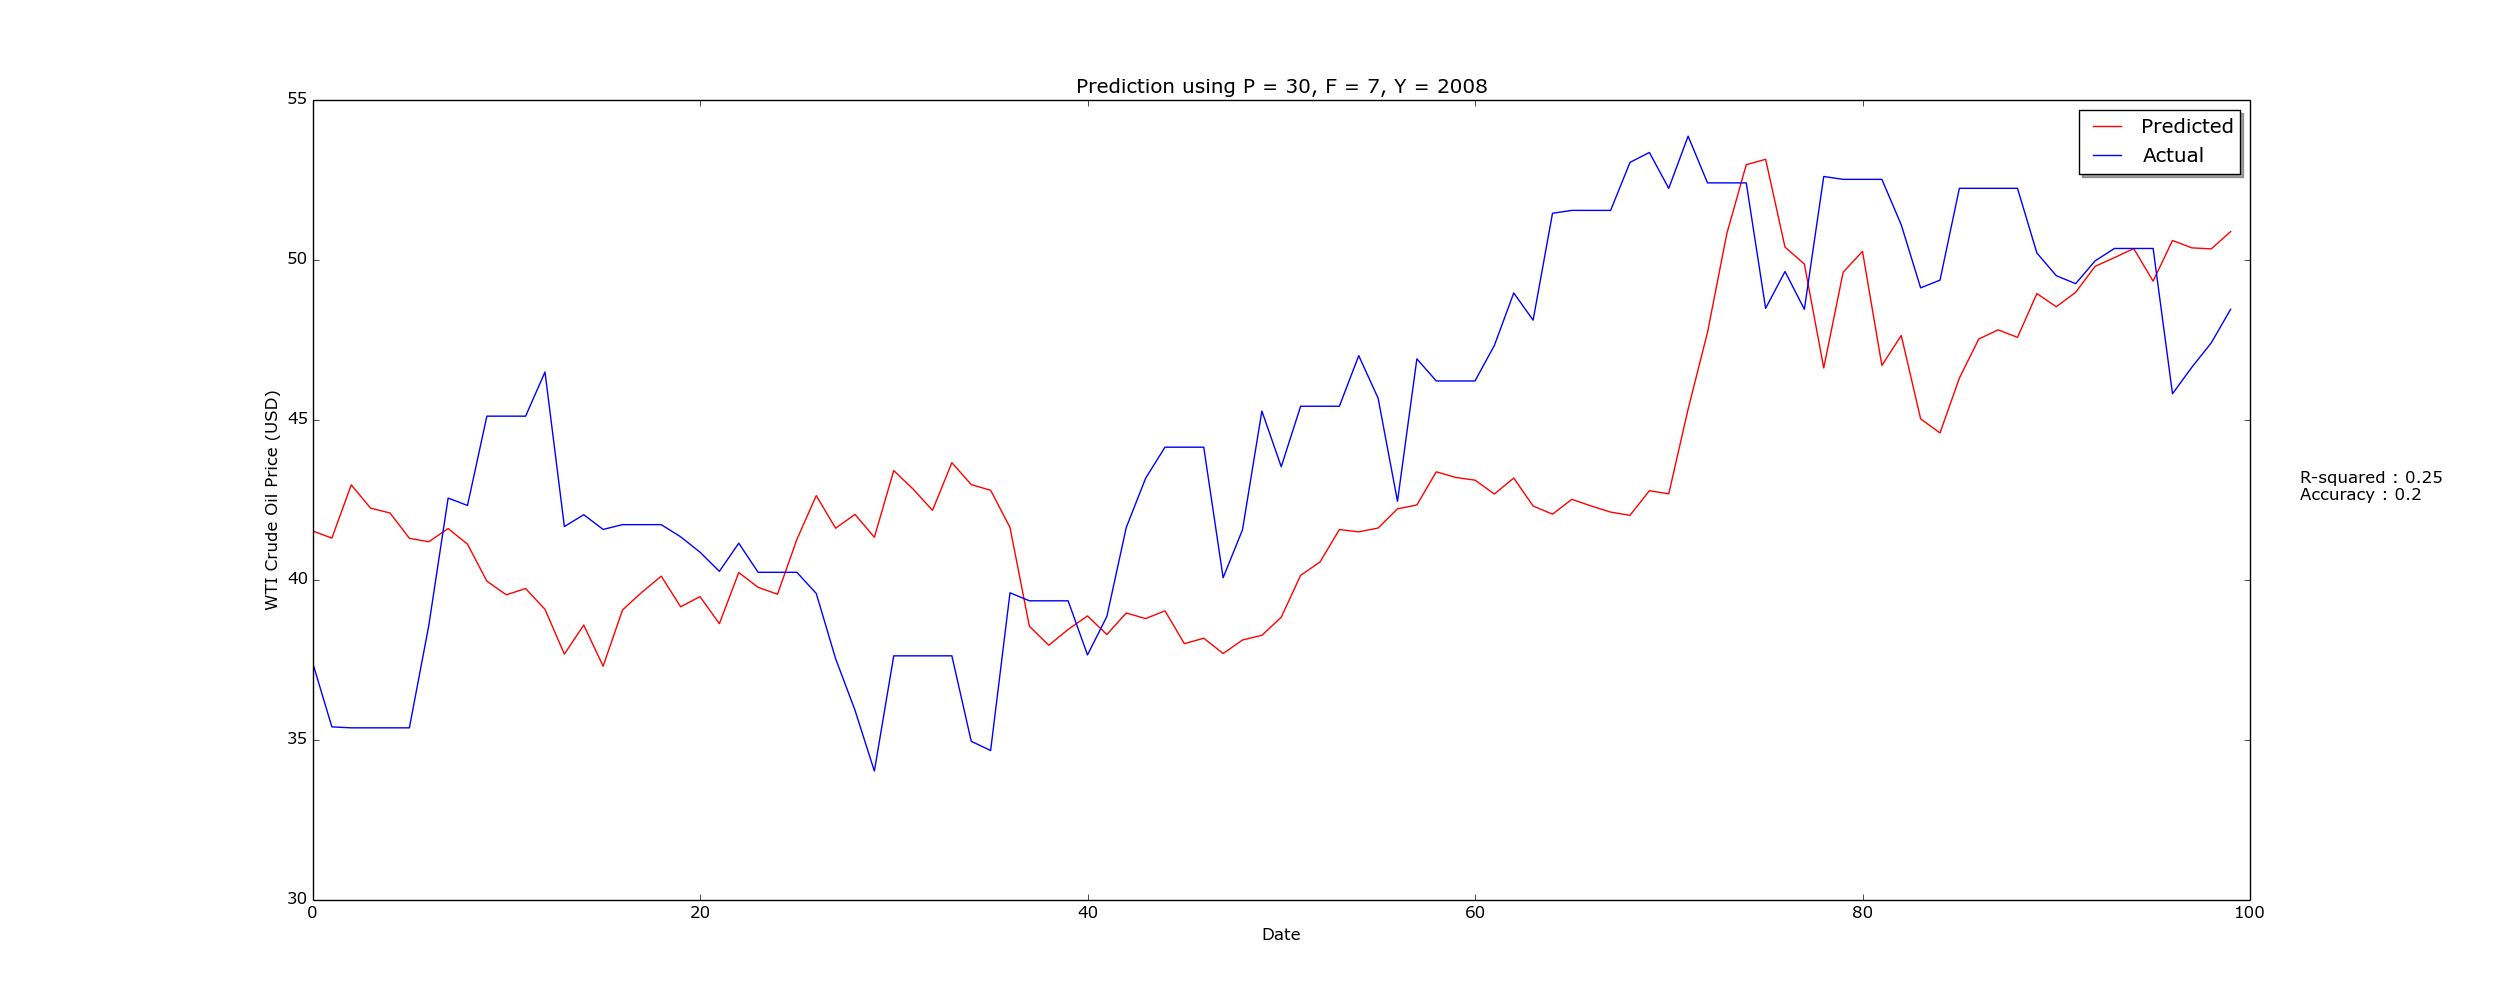 Prediction using P = 30, F = 7, Y = 2008
Predicted
Actual
WTI Crude Oil Price (USD)
55
50
45
40
35
30
0
20
40
60
80
100
Date
R-squared : 0.25
Accuracy : 0.2